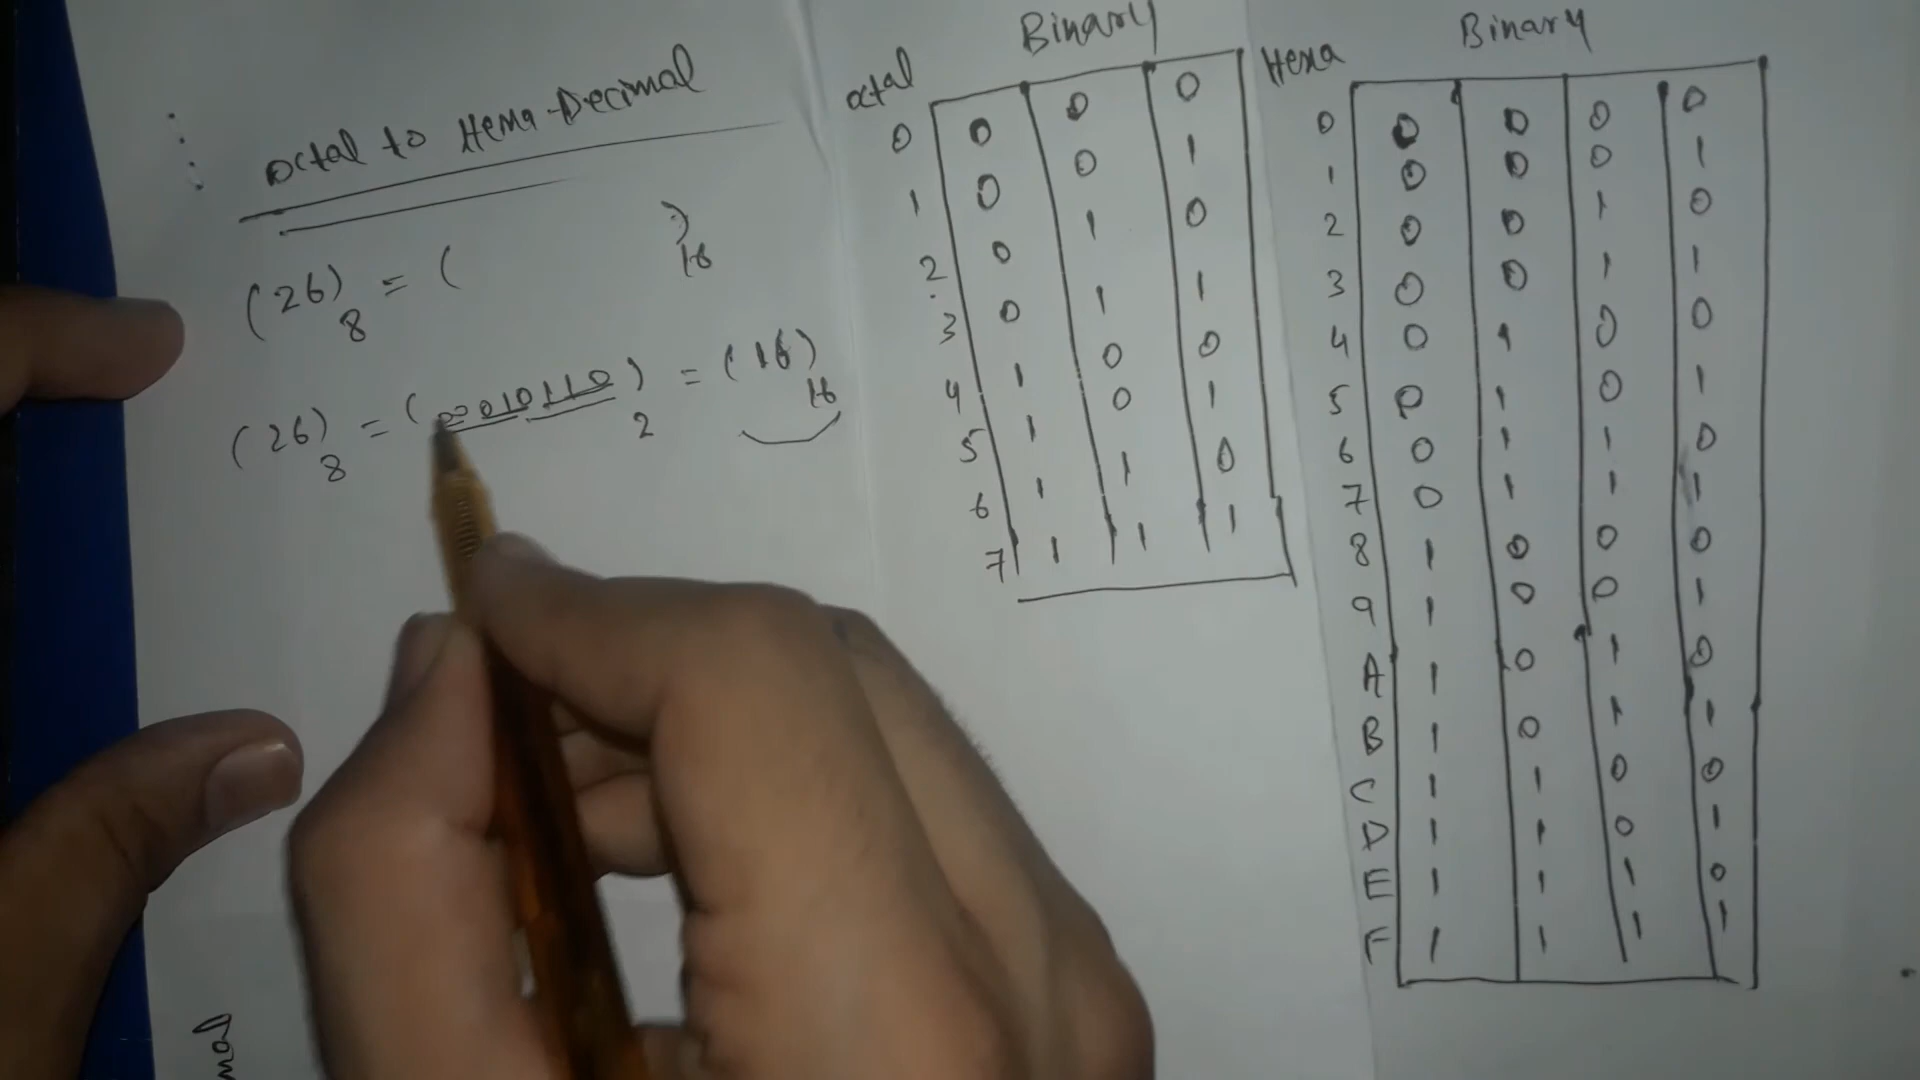 Octal to Hexa-Decimal
(26)8 = ( )16
(26)8 = (00010110)2 = (16)16
Octal Binary
0 0 0 0
1 0 0 1
2 0 1 0
3 0 1 1
4 1 0 0
5 1 0 1
6 1 1 0
7 1 1 1
Hexa Binary
0 0 0 0 0
1 0 0 0 1
2 0 0 1 0
3 0 0 1 1
4 0 1 0 0
5 0 1 0 1
6 0 1 1 0
7 0 1 1 1
8 1 0 0 0
9 1 0 0 1
A 1 0 1 0
B 1 0 1 1
C 1 1 0 0
D 1 1 0 1
E 1 1 1 0
F 1 1 1 1